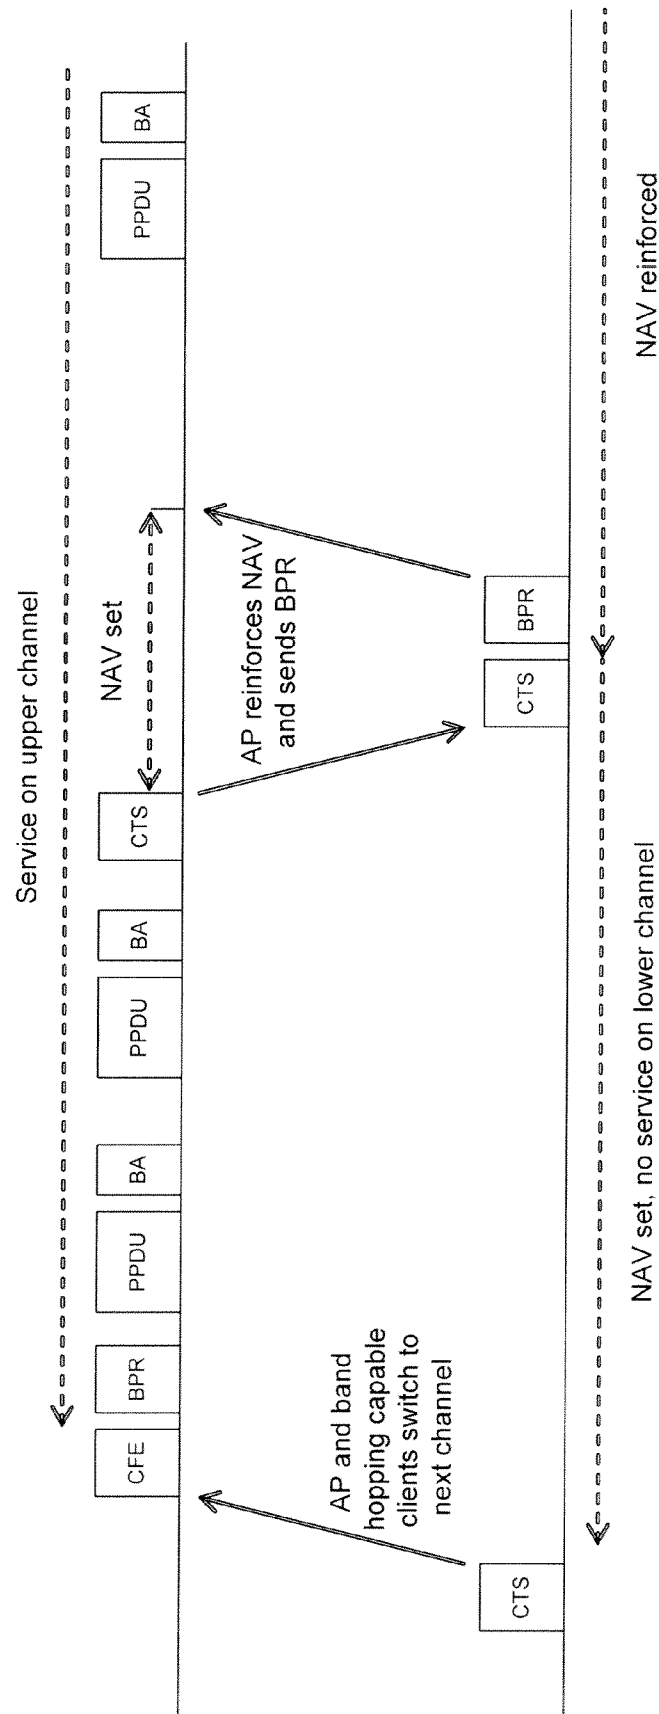 Service on upper channel
CFE
BPR
PPDU
BA
PPDU
BA
CTS
NAV set
PPDU
BA
AP and band
hopping capable
clients switch to
next channel
AP reinforces NAV
and sends BPR
CTS
CTS
BPR
NAV set, no service on lower channel
NAV reinforced